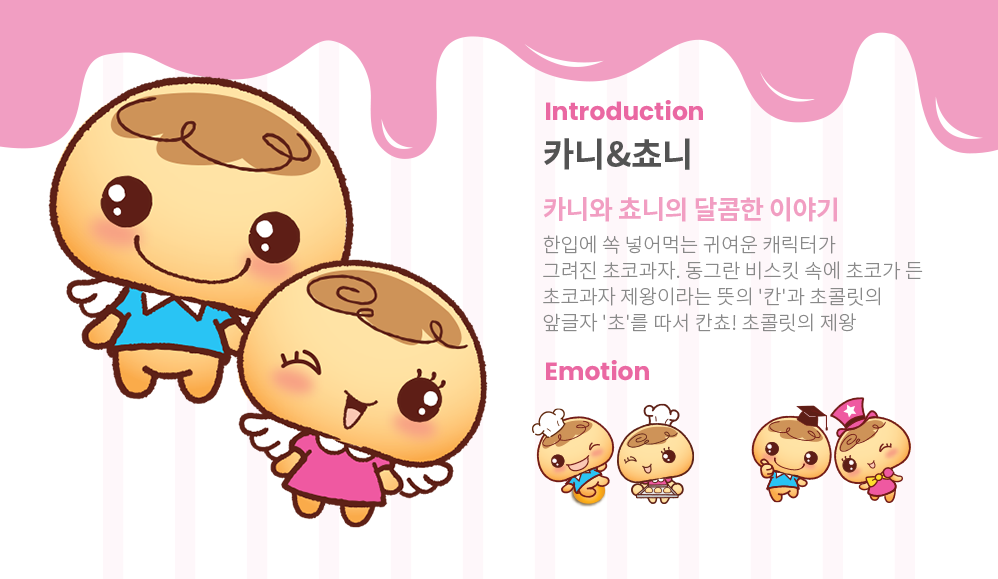 Introduction
카니&쵸니
카니와 쵸니의 달콤한 이야기
한입에 쏙 넣어먹는 귀여운 캐릭터가
그려진 초코과자. 동그란 비스킷 속에 초코가 든
초코과자 제왕이라는 뜻의 '칸'과 초콜릿의
앞글자 '초'를 따서 칸쵸! 초콜릿의 제왕
Emotion